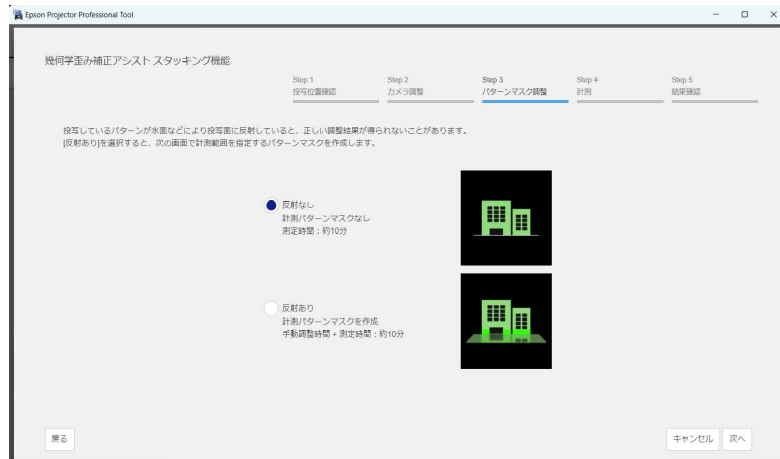 Epson Projector Professional Tool
幾何学歪み補正アシスト スタッキング機能
Step 1
投写位置確認
Step 2
カメラ調整
Step 3
パターンマスク調整
Step 4
計測
Step 5
結果確認
投写しているパターンが水面などにより投写面に反射していると、正しい調整結果が得られないことがあります。
[反射あり]を選択すると、次の画面で計測範囲を指定するパターンマスクを作成します。
反射なし
計測パターンマスクなし
測定時間：約10分
反射あり
計測パターンマスクを作成
手動調整時間 + 測定時間：約10分
戻る
キャンセル
次へ